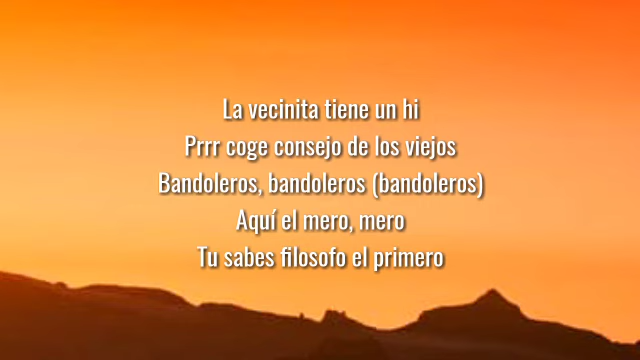 La vecinita tiene un hi
Prrr coge consejo de los viejos
Bandoleros, bandoleros (bandoleros)
Aquí el mero, mero
Tu sabes filosofo el primero